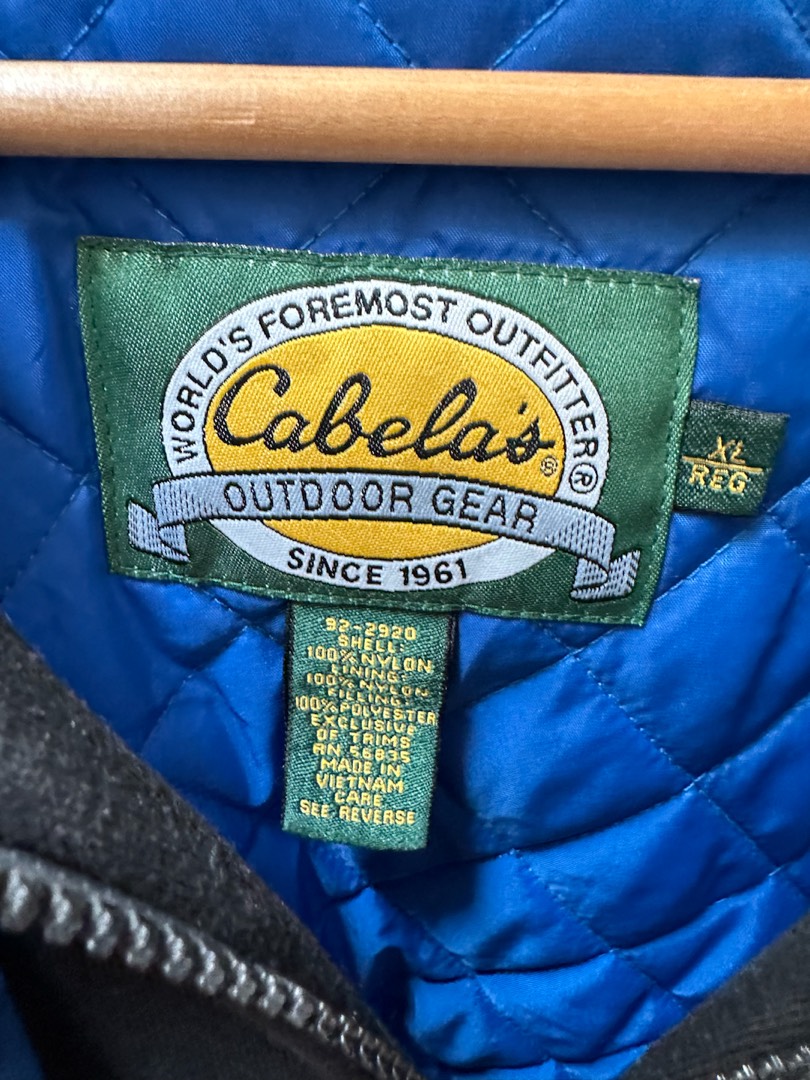 WORLD'S FOREMOST OUTFITTER®
Cabela's®
OUTDOOR GEAR
SINCE 1961
XL
REG
92-2920
SHELL:
100% NYLON
LINING:
100% NYLON
FILLING:
100% POLYESTER
EXCLUSIVE
OF TRIMS
RN 56835
MADE IN
VIETNAM
CARE
SEE REVERSE